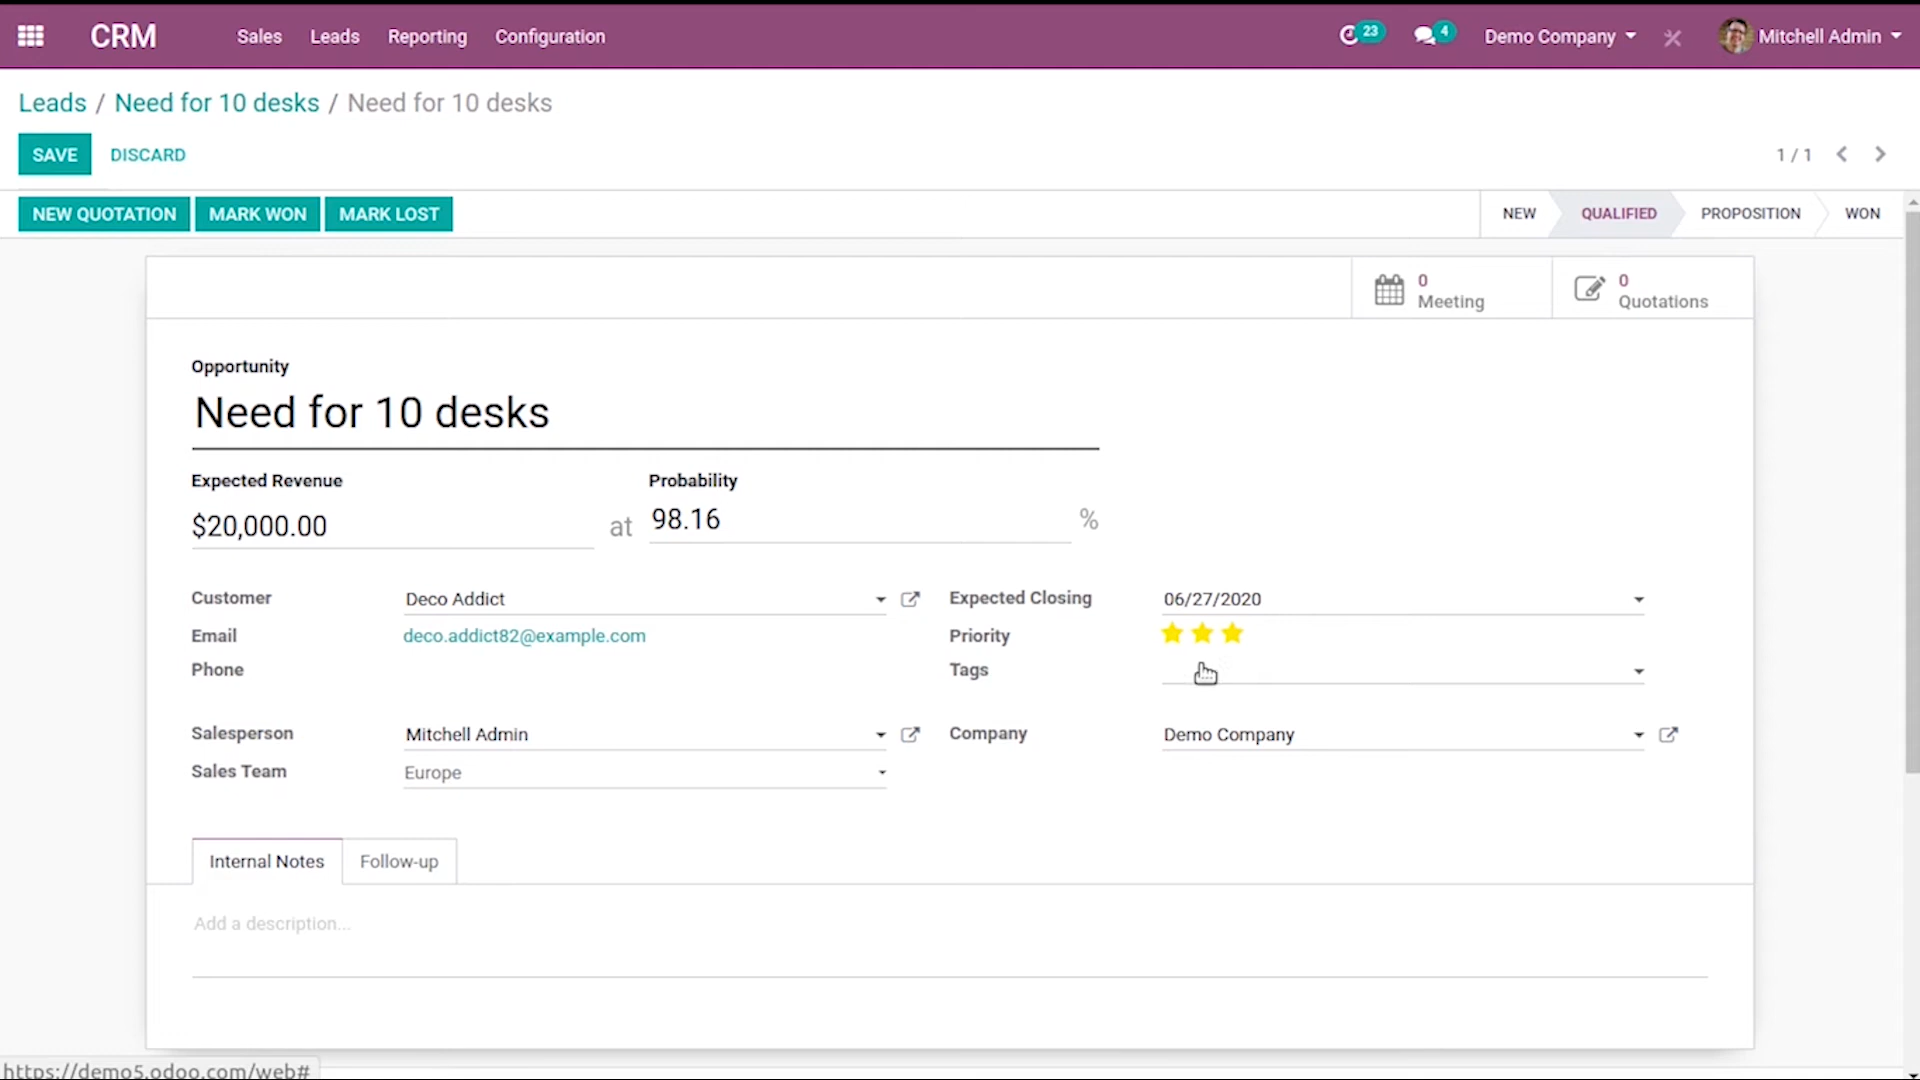 CRM Sales Leads Reporting Configuration 23 4 Demo Company Mitchell Admin
Leads / Need for 10 desks / Need for 10 desks
SAVE DISCARD 1 / 1
NEW QUOTATION MARK WON MARK LOST NEW QUALIFIED PROPOSITION WON
0 Meeting
0 Quotations
Opportunity
Need for 10 desks
Expected Revenue Probability
$20,000.00 at 98.16 %
Customer Deco Addict Expected Closing 06/27/2020
Email deco.addict82@example.com Priority
Phone Tags
Salesperson Mitchell Admin Company Demo Company
Sales Team Europe
Internal Notes Follow-up
Add a description...
https://demo5.odoo.com/web#